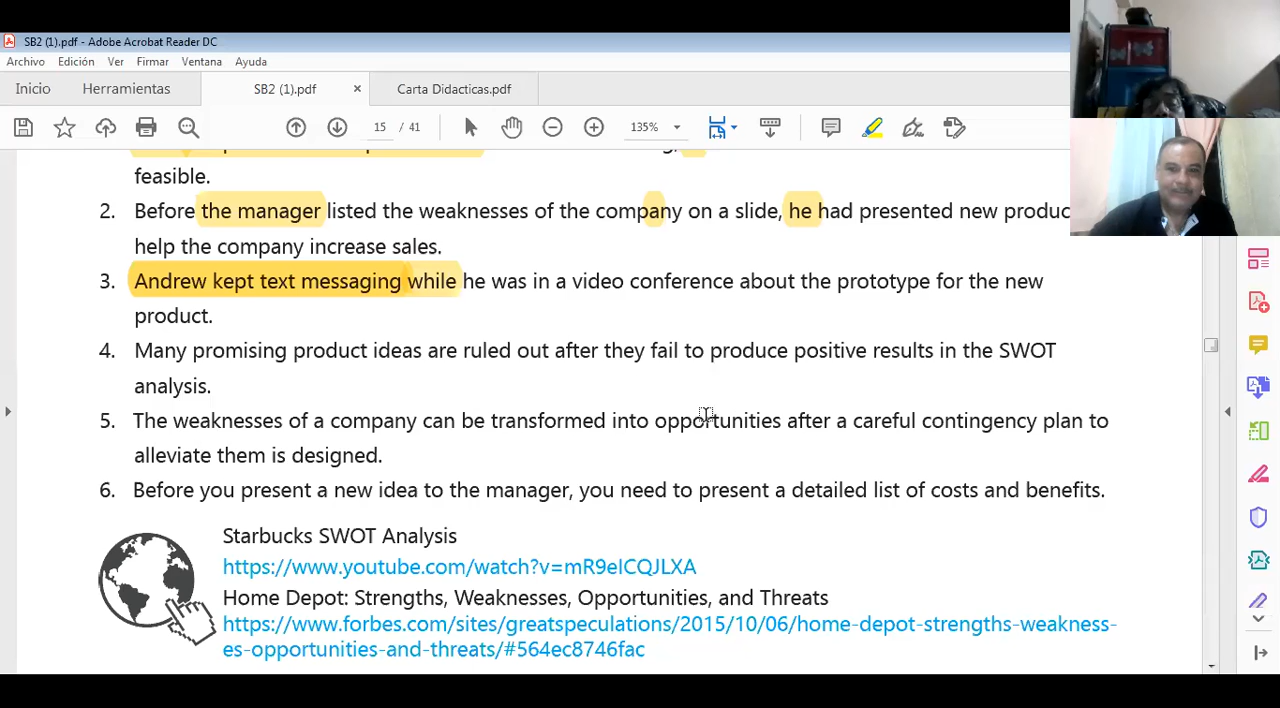 SB2 (1).pdf - Adobe Acrobat Reader DC
Archivo Edición Ver Firmar Ventana Ayuda
Inicio Herramientas SB2 (1).pdf × Carta Didacticas.pdf
15 / 41 135%
feasible.
2. Before the manager listed the weaknesses of the company on a slide, he had presented new produc
help the company increase sales.
3. Andrew kept text messaging while he was in a video conference about the prototype for the new
product.
4. Many promising product ideas are ruled out after they fail to produce positive results in the SWOT
analysis.
5. The weaknesses of a company can be transformed into opportunities after a careful contingency plan to
alleviate them is designed.
6. Before you present a new idea to the manager, you need to present a detailed list of costs and benefits.
Starbucks SWOT Analysis
https://www.youtube.com/watch?v=mR9eICQJLXA
Home Depot: Strengths, Weaknesses, Opportunities, and Threats
https://www.forbes.com/sites/greatspeculations/2015/10/06/home-depot-strengths-weakness-
es-opportunities-and-threats/#564ec8746fac